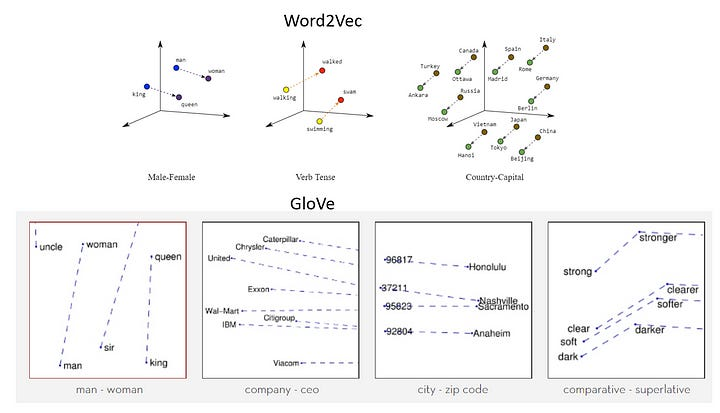 Word2Vec
man
woman
king
queen
Male-Female
walked
walking
swam
swimming
Verb Tense
Italy
Canada
Spain
Turkey
Rome
Ottawa
Madrid
Germany
Ankara
Russia
Berlin
Moscow
Vietnam
Japan
China
Hanoi
Tokyo
Beijing
Country-Capital
GloVe
uncle
woman
queen
sir
man
king
man - woman
Caterpillar
Chrysler
United
Exxon
Wal-Mart
Citigroup
IBM
Viacom
company - ceo
96817
Honolulu
37211
Nashville
95823
Sacramento
92804
Anaheim
city - zip code
stronger
strong
clearer
softer
clear
darker
soft
dark
comparative - superlative